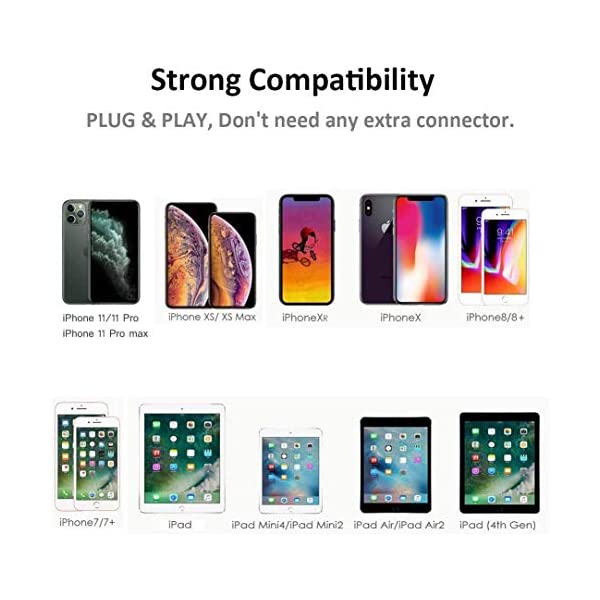 Strong Compatibility
PLUG & PLAY, Don't need any extra connector.
iPhone 11/11 Pro
iPhone 11 Pro max
iPhone XS/ XS Max
iPhoneXR
iPhoneX
iPhone8/8+
9:41
iPhone7/7+
iPad
iPad Mini4/iPad Mini2
iPad Air/iPad Air2
iPad (4th Gen)